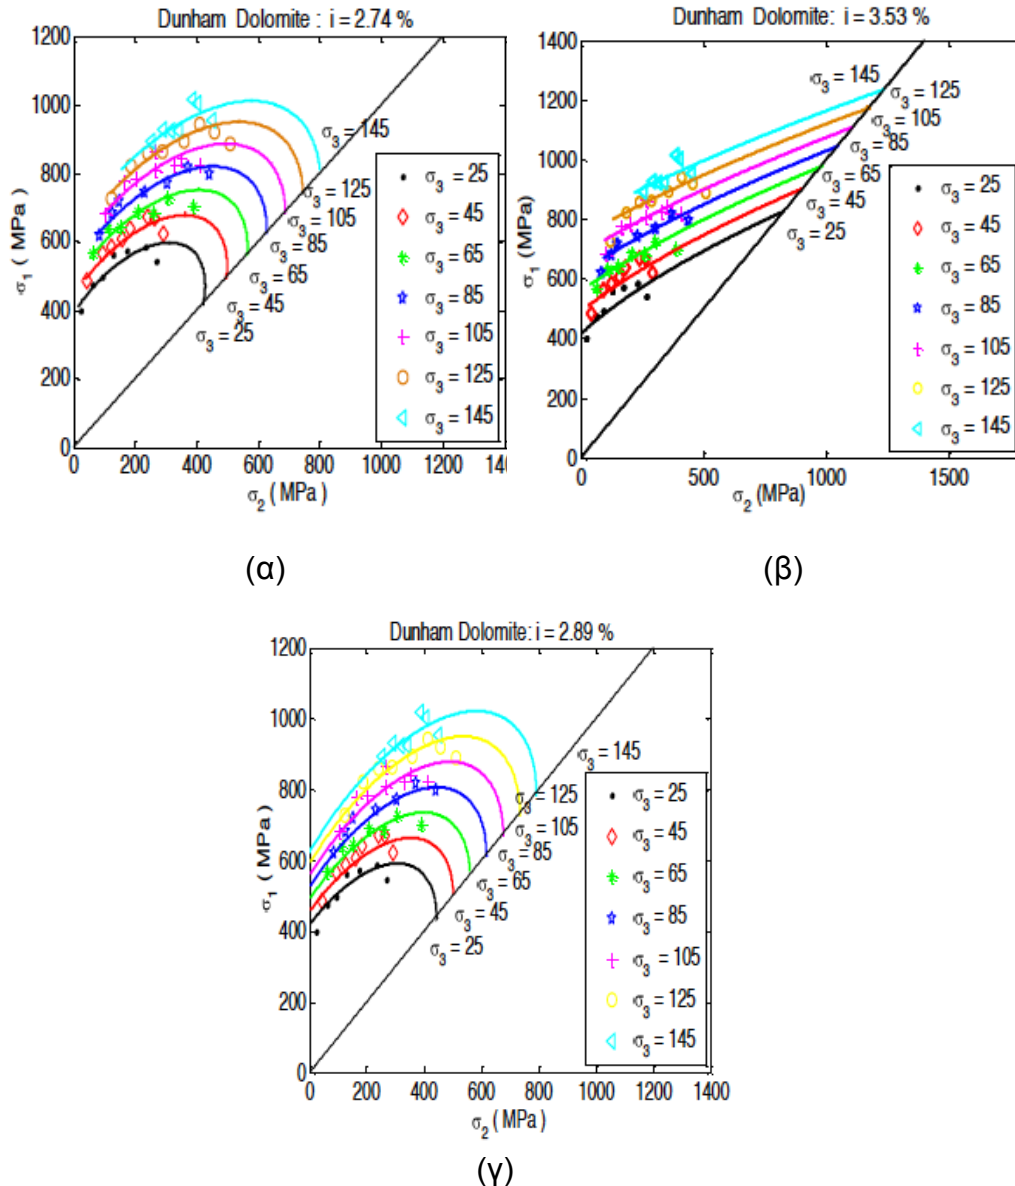 Dunham Dolomite : i = 2.74 %
1200
1000
800
600
400
200
0
σ1 ( MPa)
0 200 400 600 800 1000 1200 14
σ2 ( MPa )
σ3 = 145
σ3 = 125
σ3 = 105
σ3 = 85
σ3 = 65
σ3 = 45
σ3 = 25
σ3 = 25
σ3 = 45
σ3 = 65
σ3 = 85
σ3 = 105
σ3 = 125
σ3 = 145
(α)
Dunham Dolomite: i = 3.53 %
1400
1200
1000
800
600
400
200
0
σ1 (MPa)
0 500 1000 1500
σ2 (MPa)
σ3 = 145
σ3 = 125
σ3 = 105
σ3 = 85
σ3 = 65
σ3 = 45
σ3 = 25
σ3 = 25
σ3 = 45
σ3 = 65
σ3 = 85
σ3 = 105
σ3 = 125
σ3 = 145
(β)
Dunham Dolomite: i = 2.89 %
1200
1000
800
600
400
200
0
σ1 ( MPa)
0 200 400 600 800 1000 1200 1400
σ2 ( MPa )
σ3 = 145
σ3 = 125
σ3 = 105
σ3 = 85
σ3 = 65
σ3 = 45
σ3 = 25
σ3 = 25
σ3 = 45
σ3 = 65
σ3 = 85
σ3 = 105
σ3 = 125
σ3 = 145
(γ)